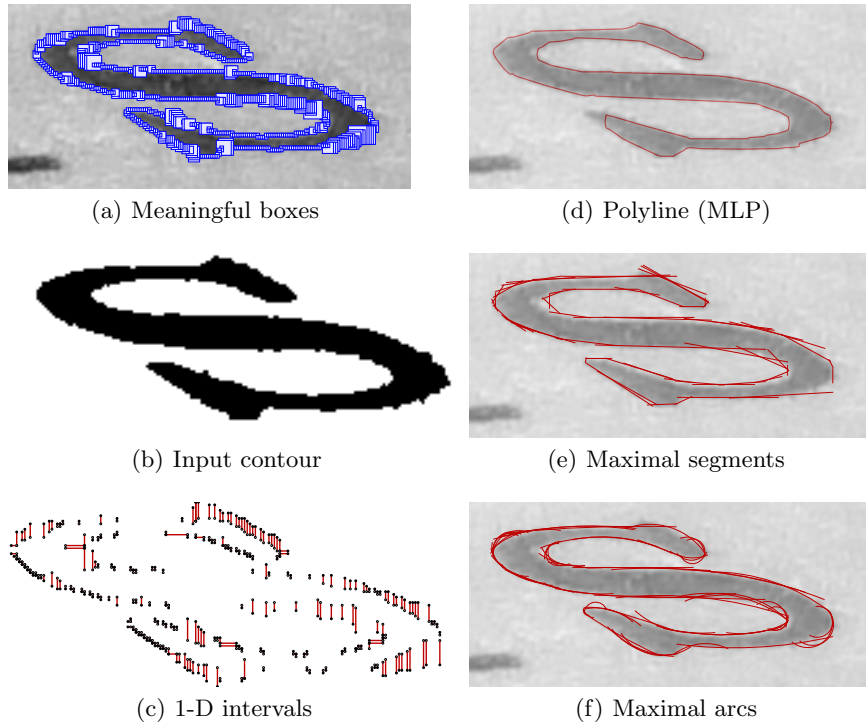 (a) Meaningful boxes
(d) Polyline (MLP)
(b) Input contour
(e) Maximal segments
(c) 1-D intervals
(f) Maximal arcs